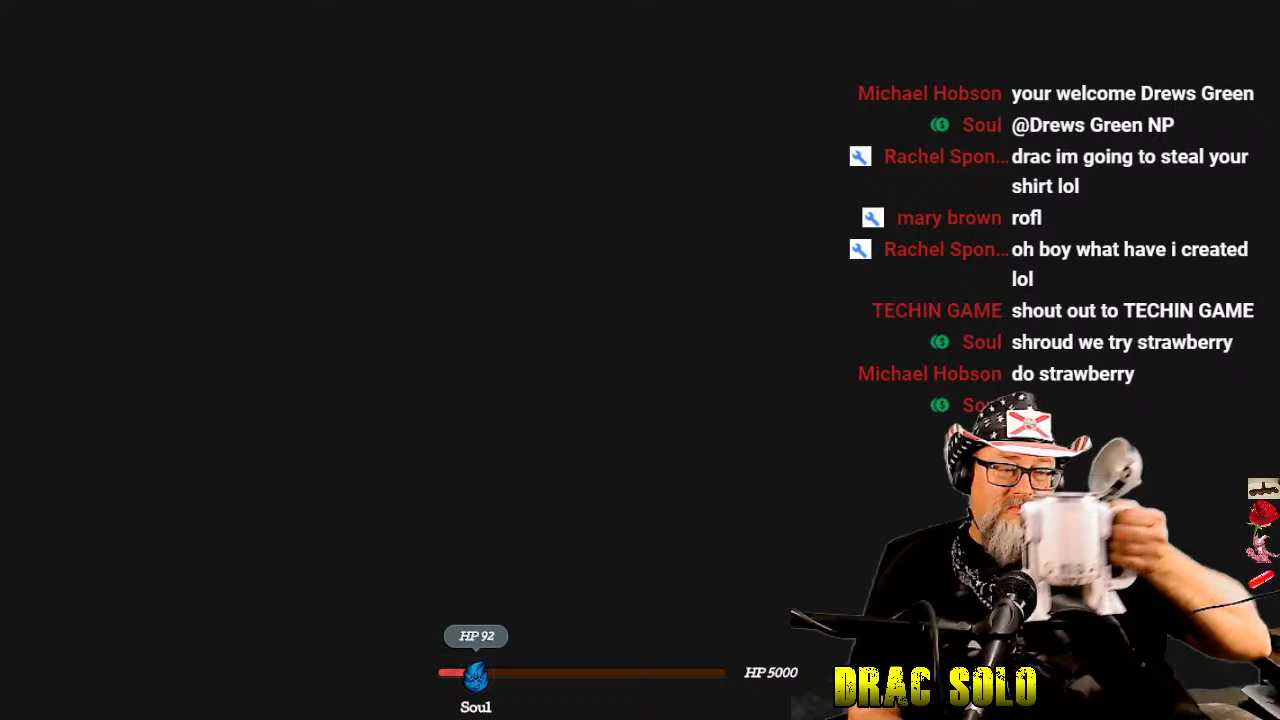 Michael Hobson your welcome Drews Green
Soul @Drews Green NP
Rachel Spon... drac im going to steal your
shirt lol
mary brown rofl
Rachel Spon... oh boy what have i created
lol
TECHIN GAME shout out to TECHIN GAME
Soul shroud we try strawberry
Michael Hobson do strawberry
HP 92
HP 5000
Soul
DRAC SOLO